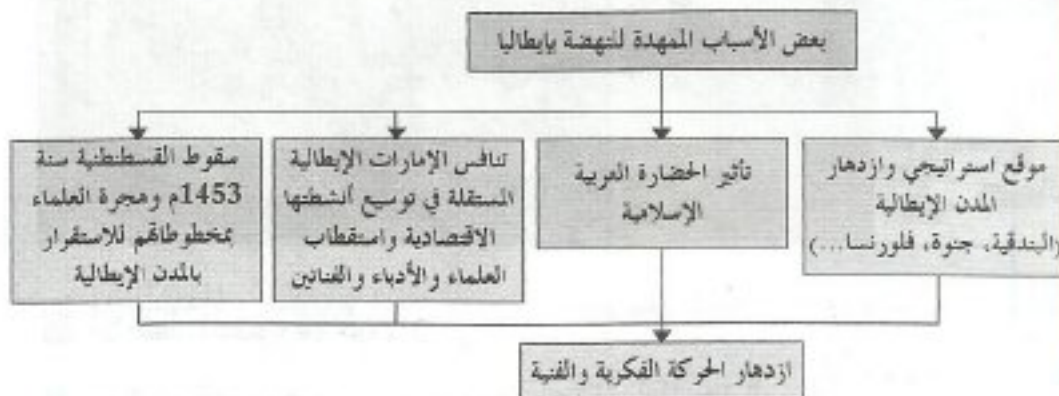 بعض الأسباب الممهدة للنهضة بإيطاليا
موقع استراتيجي وازدهار
المدن الإيطالية
(البندقية، جنوة، فلورنسا...)
تأثير الحضارة العربية
الإسلامية
تنافس الإمارات الإيطالية
المستقلة في توسيع أنشطتها
الاقتصادية واستقطاب
العلماء والأدباء والفنانين
سقوط القسطنطنية سنة
1453م وهجرة العلماء
بمخطوطاتهم للاستقرار
بالمدن الإيطالية
ازدهار الحركة الفكرية والفنية